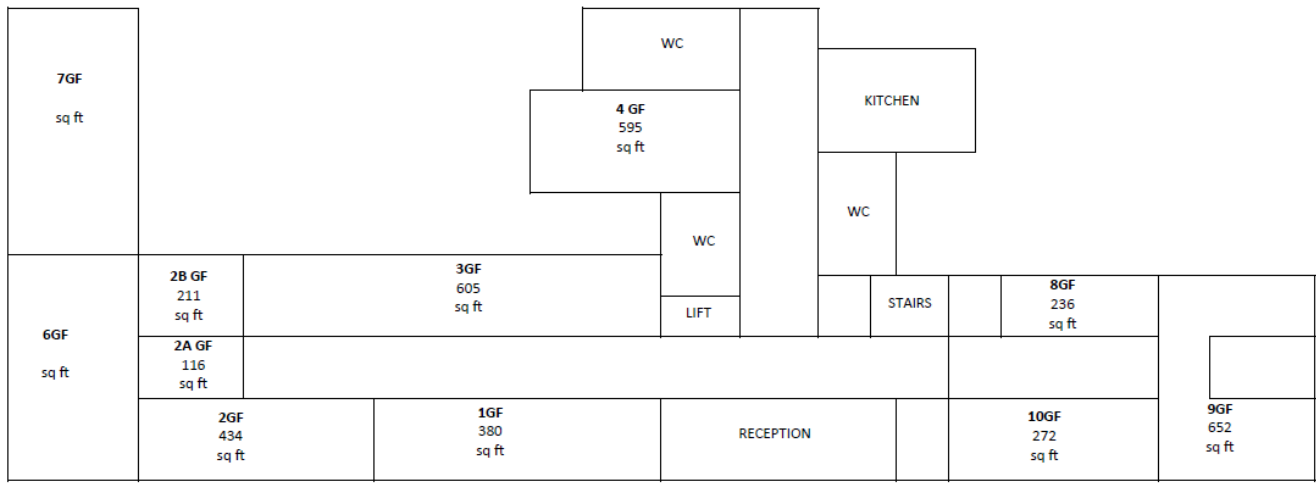 WC
7GF
sq ft
4 GF
595
sq ft
KITCHEN
WC
WC
2B GF
211
sq ft
3GF
605
sq ft
LIFT
STAIRS
8GF
236
sq ft
6GF
sq ft
2A GF
116
sq ft
2GF
434
sq ft
1GF
380
sq ft
RECEPTION
10GF
272
sq ft
9GF
652
sq ft